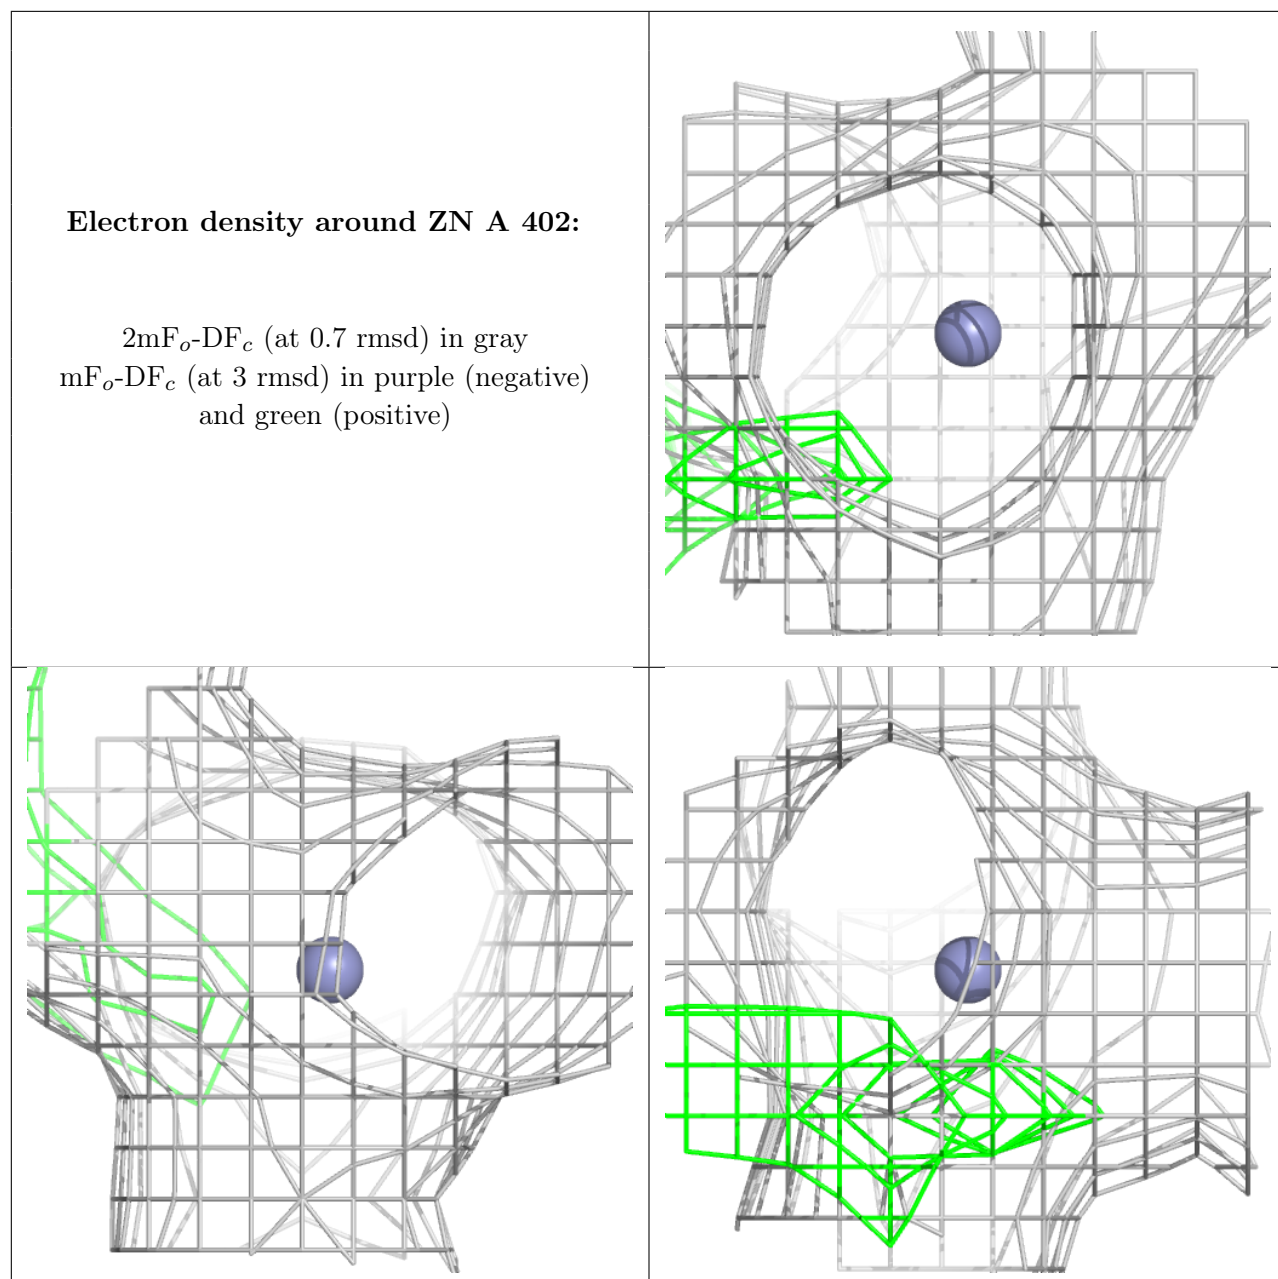 Electron density around ZN A 402:
2mFo-DFc (at 0.7 rmsd) in gray
mFo-DFc (at 3 rmsd) in purple (negative)
and green (positive)